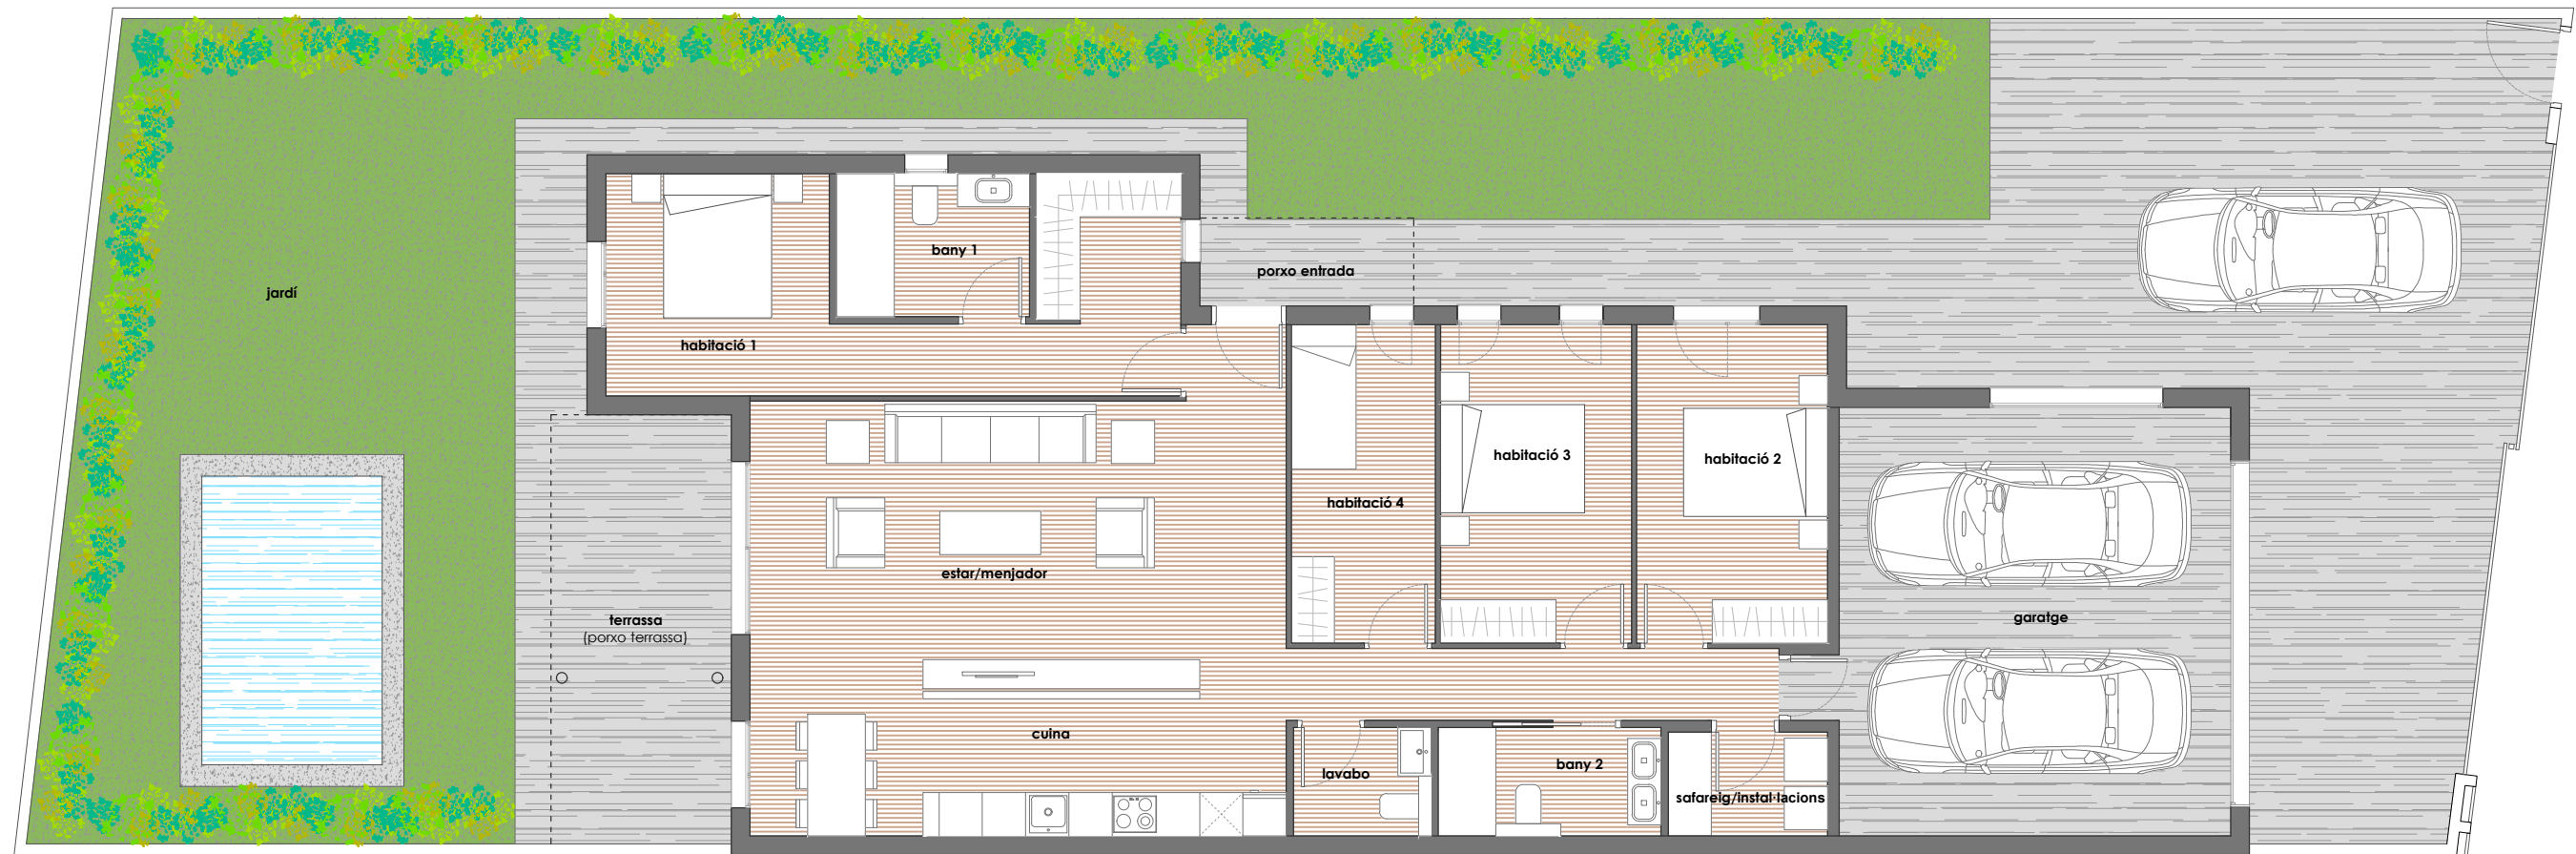 bany 1
porxo entrada
jardí
habitació 1
habitació 3
habitació 2
habitació 4
estar/menjador
terrassa
(porxo terrassa)
garatge
cuina
lavabo
bany 2
safareig/instal·lacions